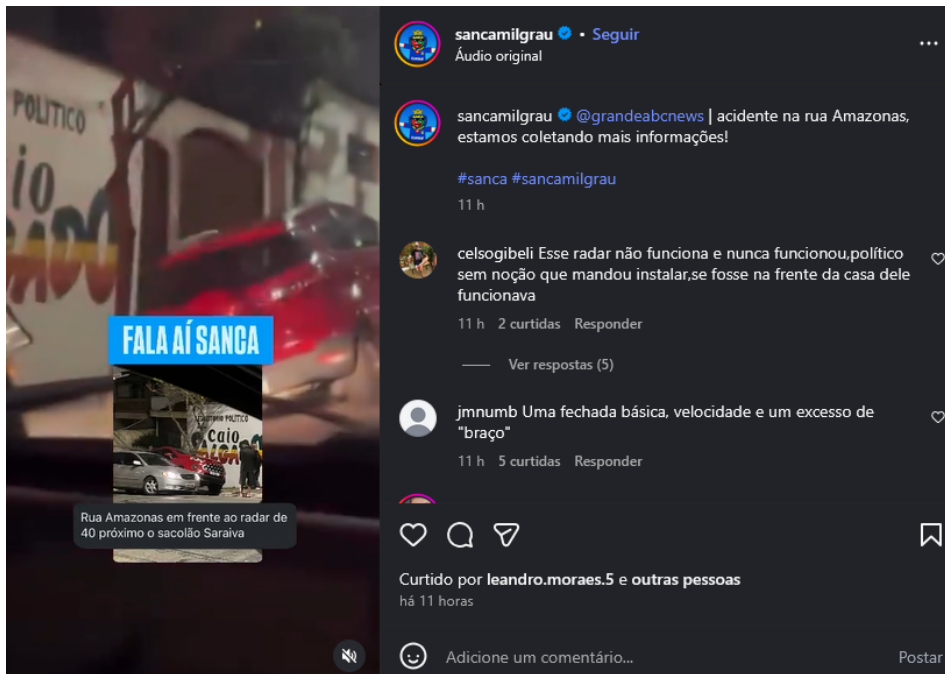 POLITICO
io
ADO
FALA AÍ SANCA
POLÍTICO
Caio
Rua Amazonas em frente ao radar de
40 próximo o sacolão Saraiva
sancamilgrau • Seguir
Áudio original
sancamilgrau @grandeabcnews | acidente na rua Amazonas,
estamos coletando mais informações!
#sanca #sancamilgrau
11 h
celsogibeli Esse radar não funciona e nunca funcionou,político
sem noção que mandou instalar,se fosse na frente da casa dele
funcionava
11 h 2 curtidas Responder
Ver respostas (5)
jmnumb Uma fechada básica, velocidade e um excesso de
"braço"
11 h 5 curtidas Responder
Curtido por leandro.moraes.5 e outras pessoas
há 11 horas
Adicione um comentário...
Postar